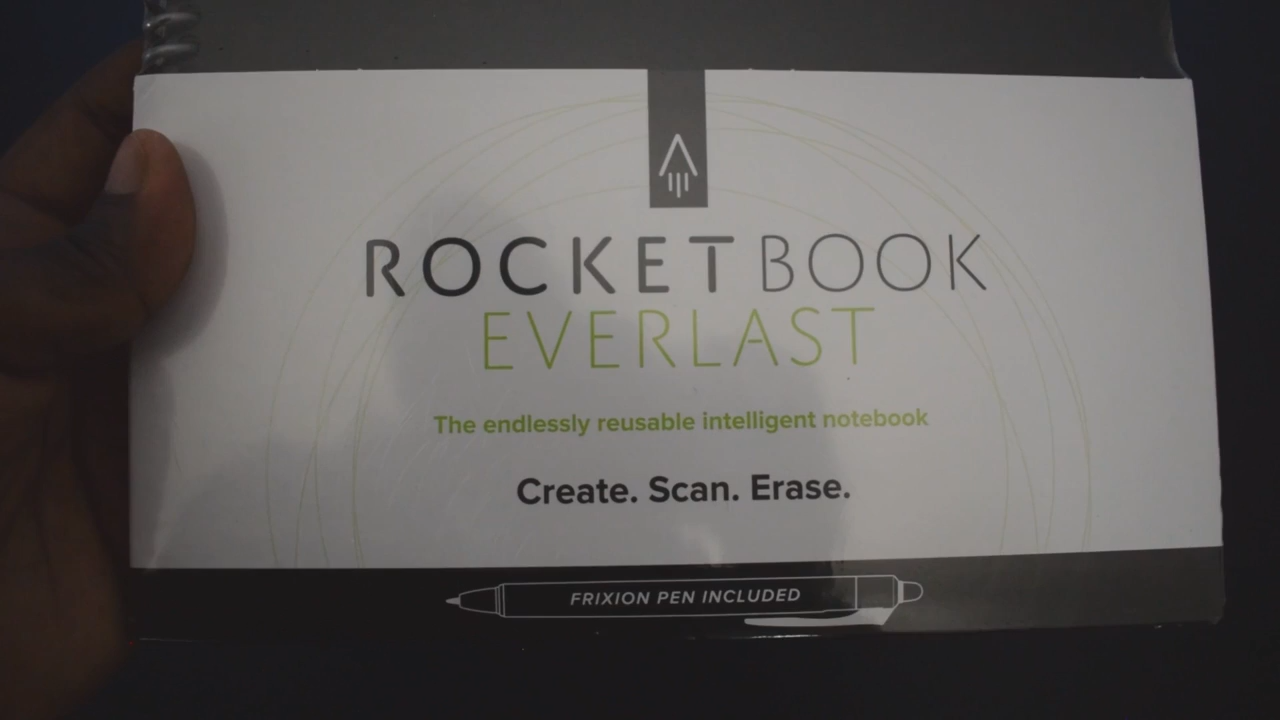 ROCKETBOOK
EVERLAST
The endlessly reusable intelligent notebook
Create. Scan. Erase.
FRIXION PEN INCLUDED